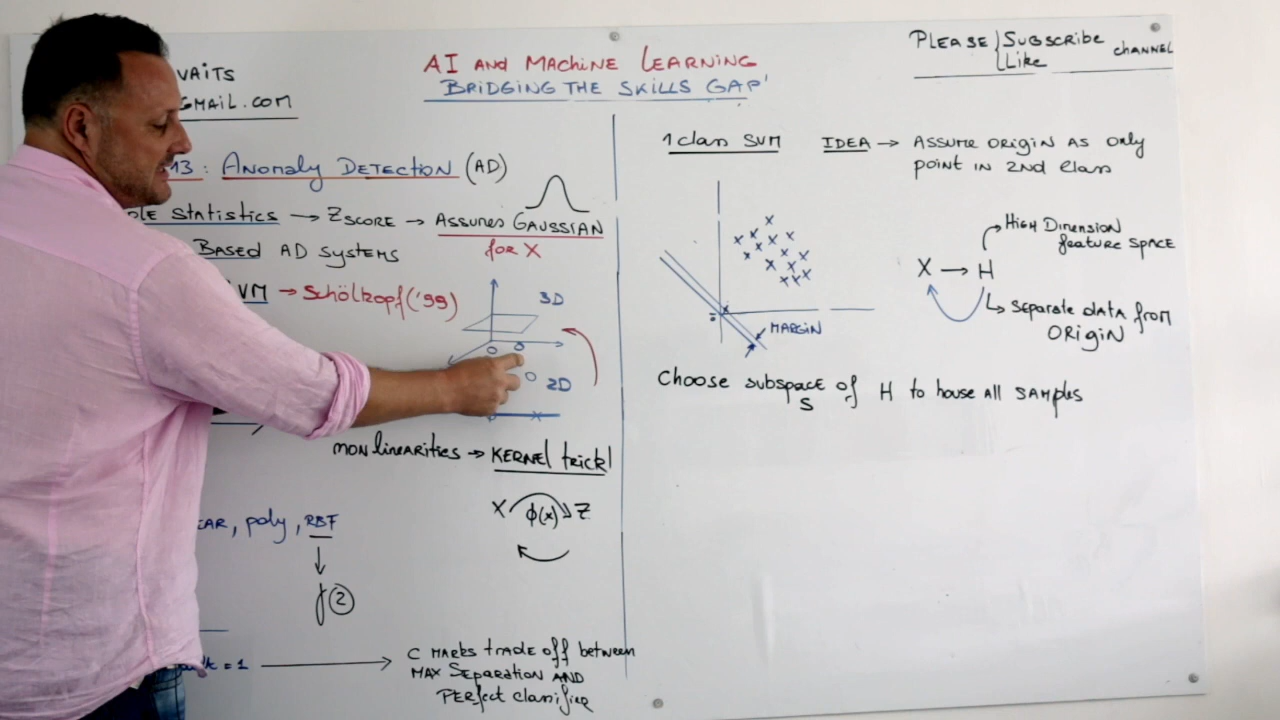 VAITS
GMAIL.COM
AI AND MACHINE LEARNING
BRIDGING THE SKILLS GAP
PLEASE SUBSCRIBE
LIKE
CHANNEL
13: ANOMALY DETECTION (AD)
STATISTICS → ZSCORE → ASSUMES GAUSSIAN
FOR X
BASED AD SYSTEMS
VM → Schölkopf ('99)
3D
2D
NON linearities → KERNEL trick!
X φ(x) Z
EAR, poly, RBF
2
= 1 → C MARKS trade off between
MAX Separation AND
PERfect classifier
1 class SVM
IDEA → ASSUME ORIGIN AS only
point IN 2nd Class
MARGIN
X → H
HIGH DIMENSION
feature SPACE
Separate DATA from
ORIGIN
Choose subspace of H to house all SAMPLES
S